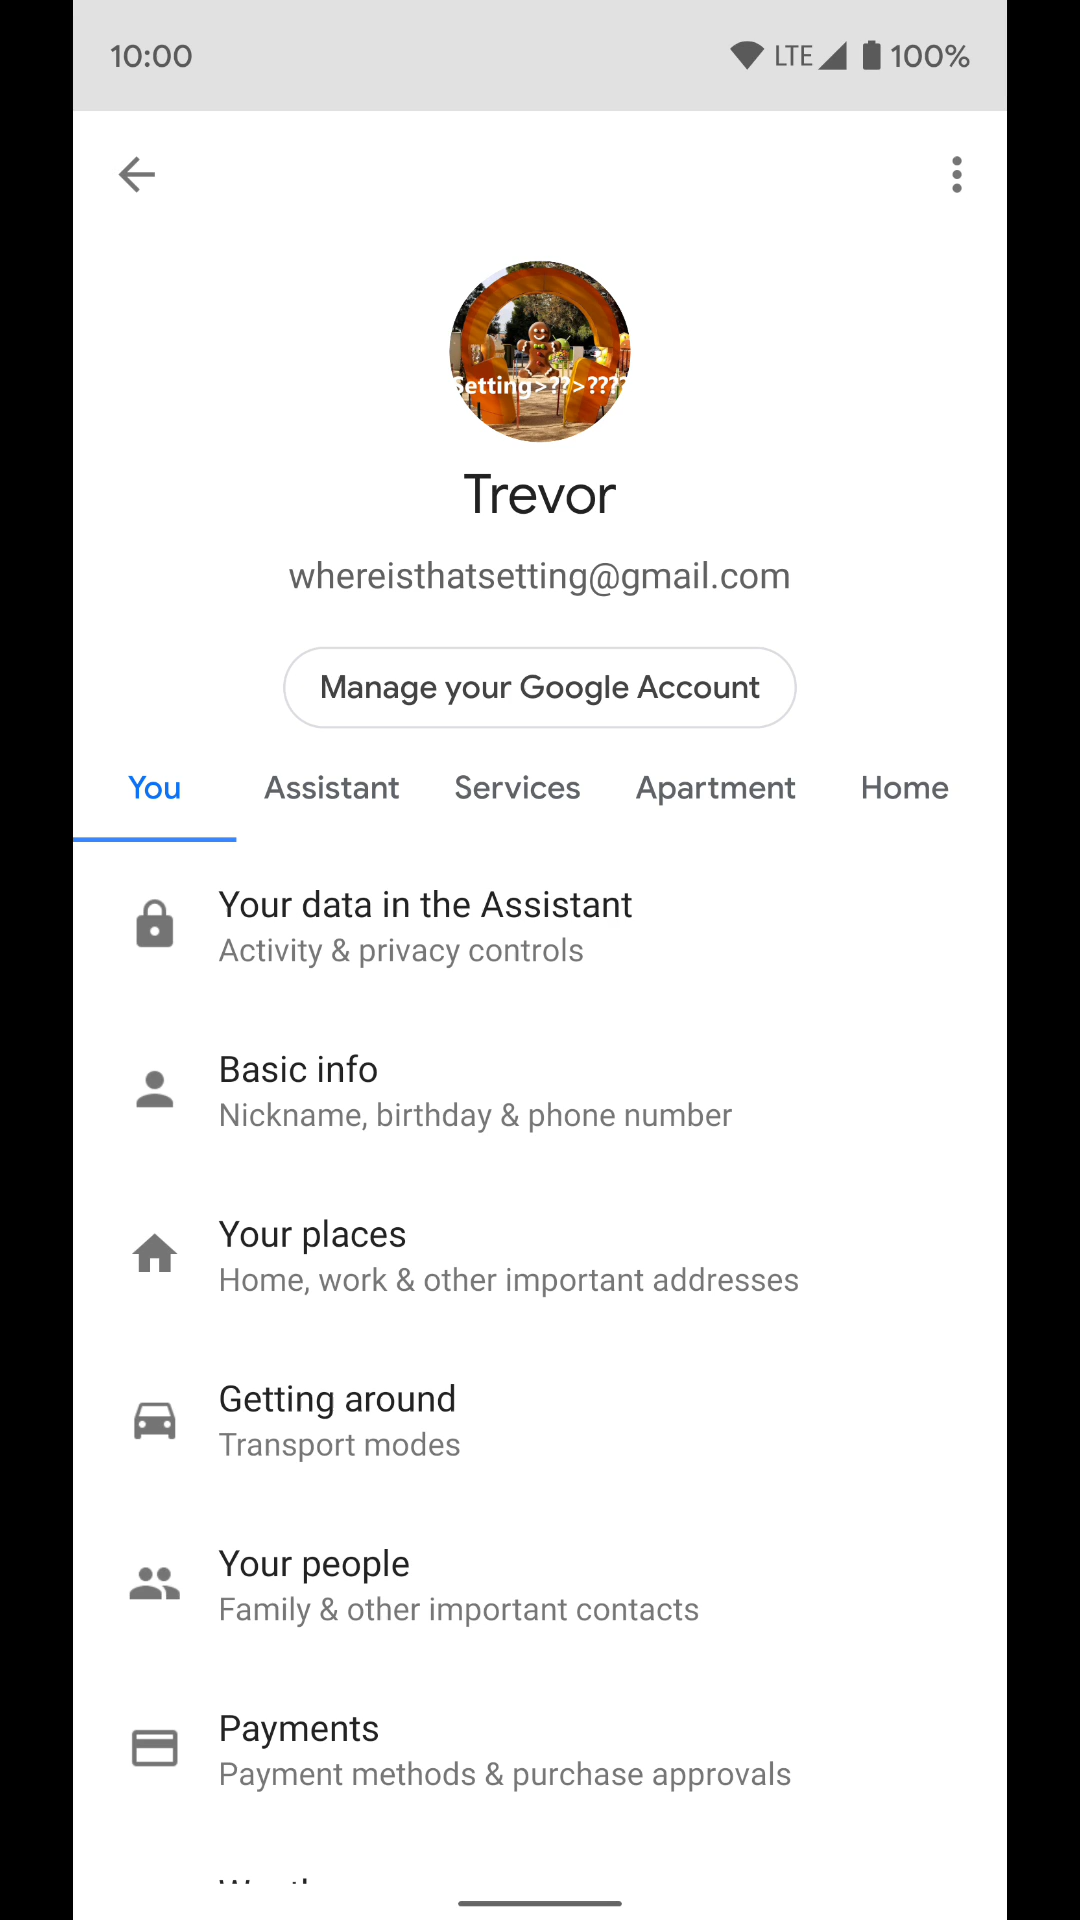 10:00 LTE 100%
Setting>??>????
Trevor
whereisthatsetting@gmail.com
Manage your Google Account
You Assistant Services Apartment Home
Your data in the Assistant
Activity & privacy controls
Basic info
Nickname, birthday & phone number
Your places
Home, work & other important addresses
Getting around
Transport modes
Your people
Family & other important contacts
Payments
Payment methods & purchase approvals